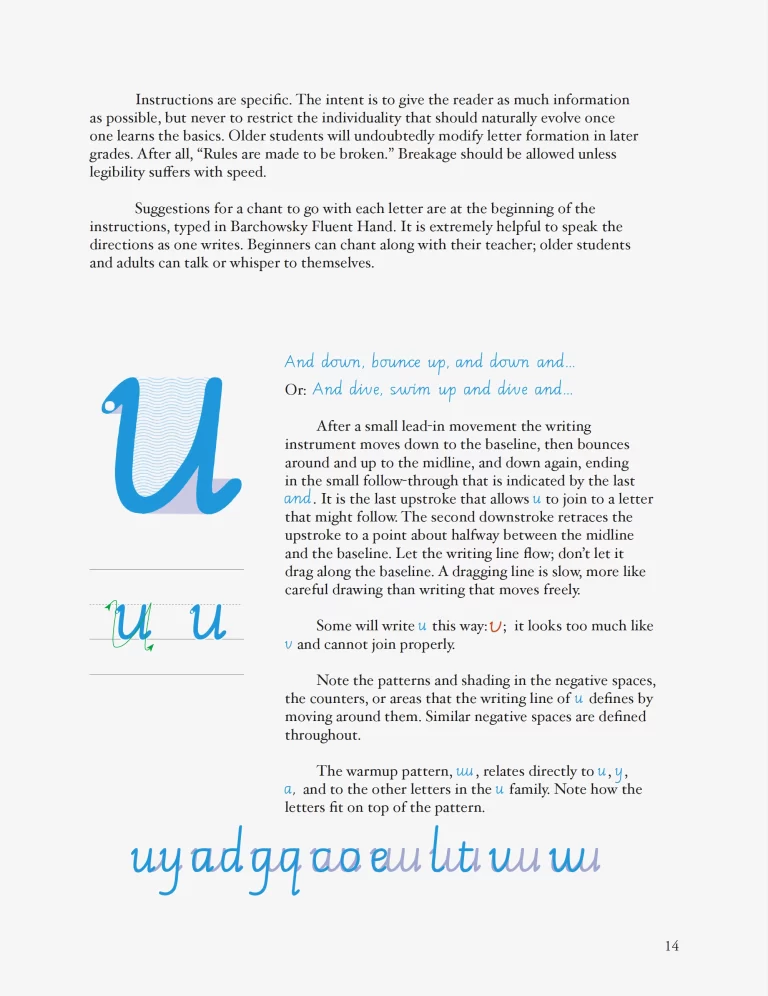 Instructions are specific. The intent is to give the reader as much information
as possible, but never to restrict the individuality that should naturally evolve once
one learns the basics. Older students will undoubtedly modify letter formation in later
grades. After all, “Rules are made to be broken.” Breakage should be allowed unless
legibility suffers with speed.
Suggestions for a chant to go with each letter are at the beginning of the
instructions, typed in Barchowsky Fluent Hand. It is extremely helpful to speak the
directions as one writes. Beginners can chant along with their teacher; older students
and adults can talk or whisper to themselves.
And down, bounce up, and down and...
Or: And dive, swim up and dive and...
u
After a small lead-in movement the writing
instrument moves down to the baseline, then bounces
around and up to the midline, and down again, ending
in the small follow-through that is indicated by the last
and. It is the last upstroke that allows u to join to a letter
that might follow. The second downstroke retraces the
upstroke to a point about halfway between the midline
and the baseline. Let the writing line flow; don’t let it
drag along the baseline. A dragging line is slow, more like
careful drawing than writing that moves freely.
u u
Some will write u this way: U; it looks too much like
v and cannot join properly.
Note the patterns and shading in the negative spaces,
the counters, or areas that the writing line of u defines by
moving around them. Similar negative spaces are defined
throughout.
The warmup pattern, uu, relates directly to u, y,
a, and to the other letters in the u family. Note how the
letters fit on top of the pattern.
uyadgqcoe lt v w
14